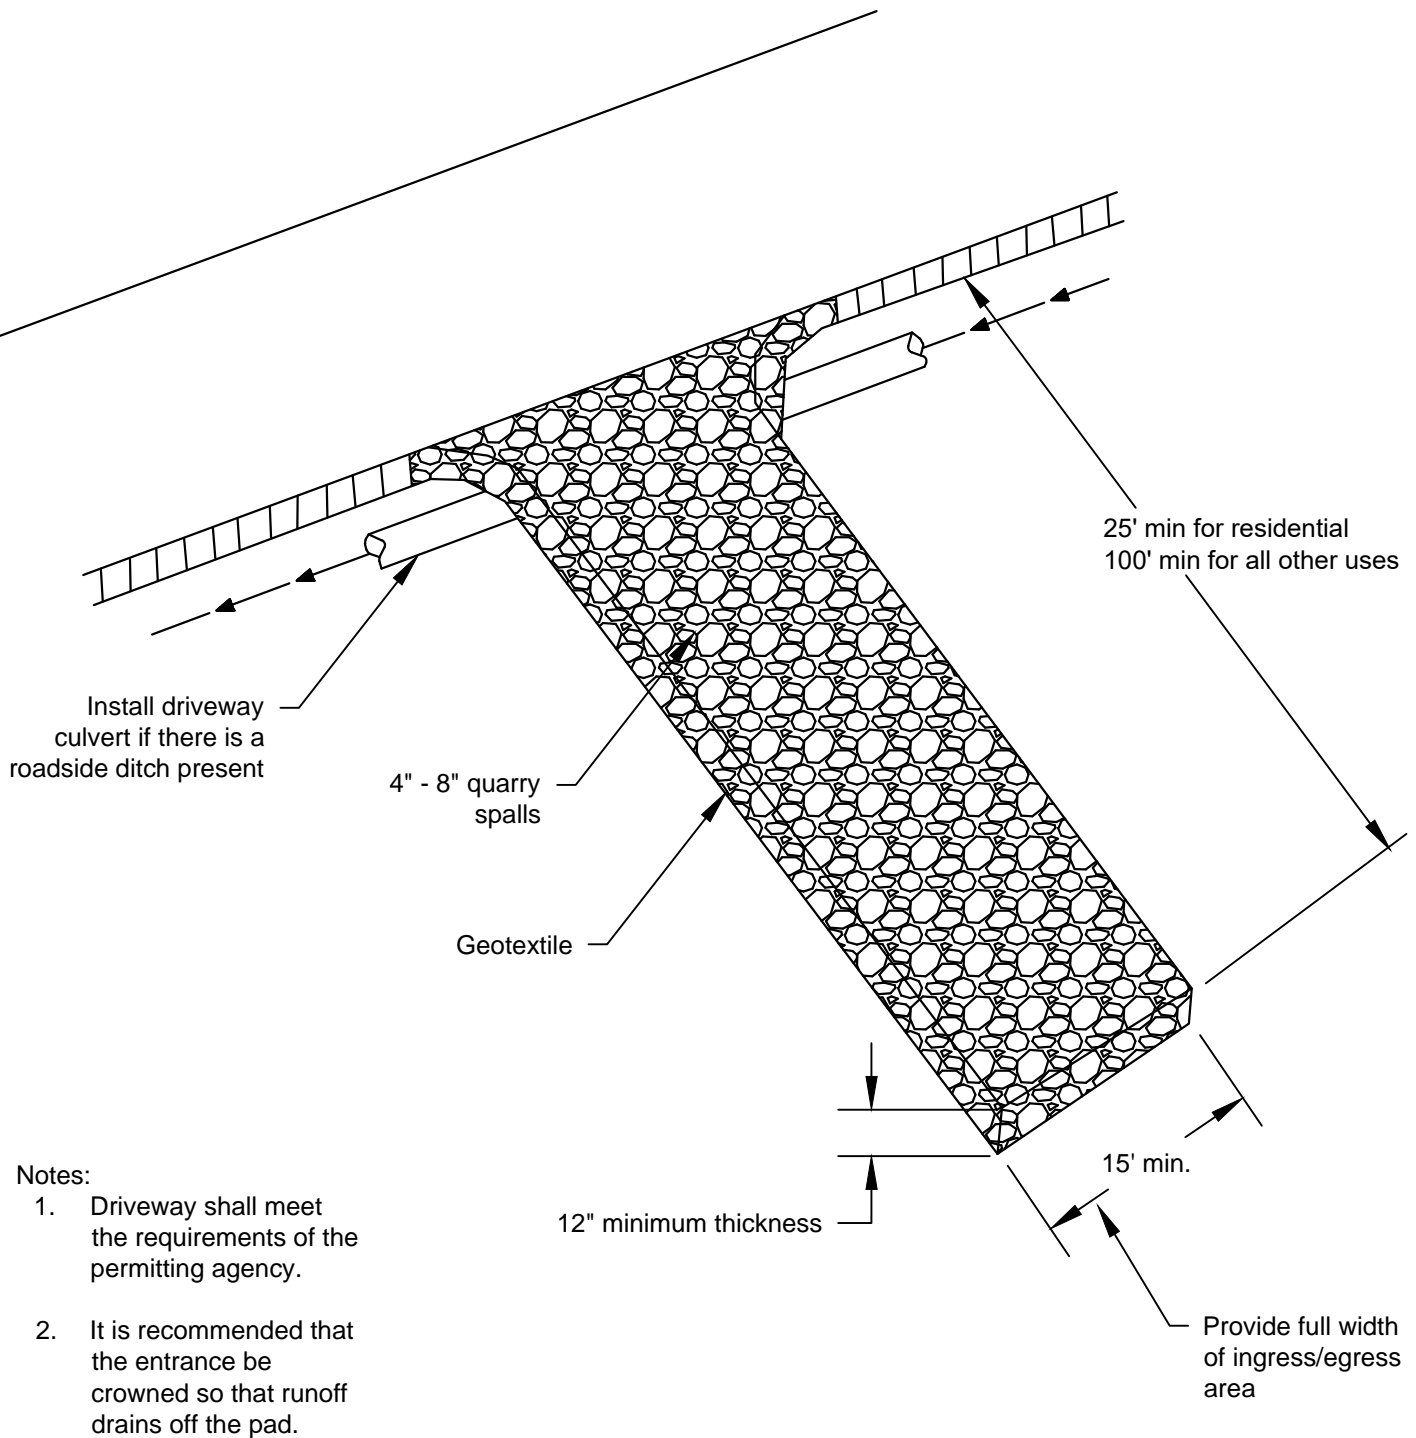 25' min for residential
100' min for all other uses
Install driveway
culvert if there is a
roadside ditch present
4" - 8" quarry
spalls
Geotextile
15' min.
12" minimum thickness
Provide full width
of ingress/egress
area
Notes:
1. Driveway shall meet
the requirements of the
permitting agency.
2. It is recommended that
the entrance be
crowned so that runoff
drains off the pad.